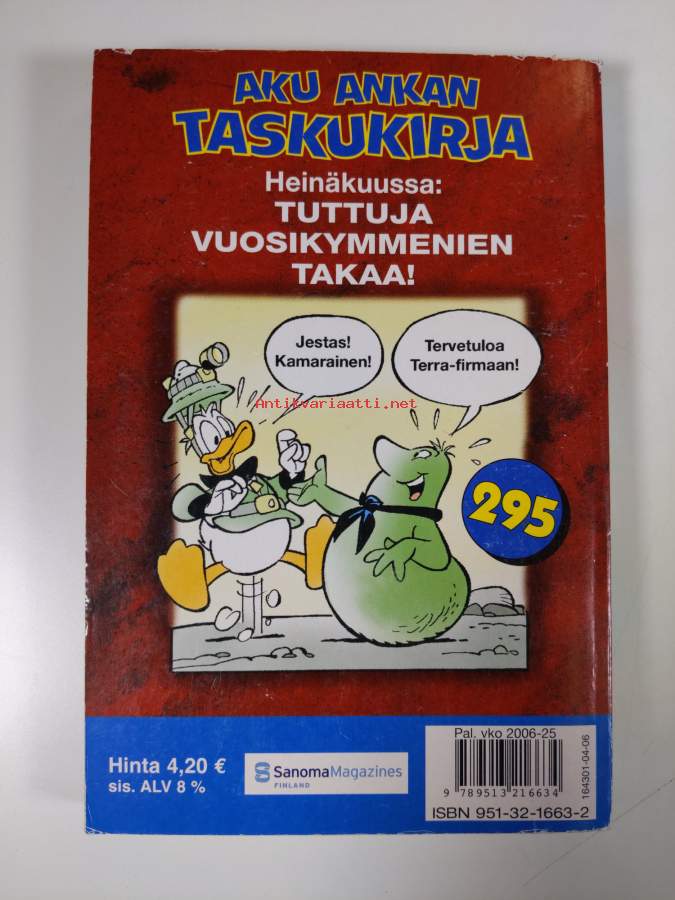 AKU ANKAN
TASKUKIRJA
Heinäkuussa:
TUTTUJA
VUOSIKYMMENIEN
TAKAA!
Jestas!
Kamarainen!
Tervetuloa
Terra-firmaan!
Antikvariaatti.net
295
Hinta 4,20 €
sis. ALV 8 %
SanomaMagazines
FINLAND
Pal. vko 2006-25
9 789513 216634
ISBN 951-32-1663-2
164301-04-06